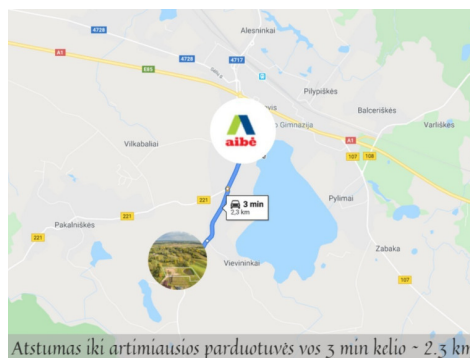 Alesninkai
4728
4728
4717
A1
E85
Pilypiškės
vis
Balceriškės
o Gimnazija
Varliškės
A1
aibė
107
108
Vilkabaliai
3 min
2,3 km
221
Pylimai
221
Pakalniškės
221
Vievininkai
Zabaka
107
Atstumas iki artimiausios parduotuvės vos 3 min kelio ~ 2.3 km